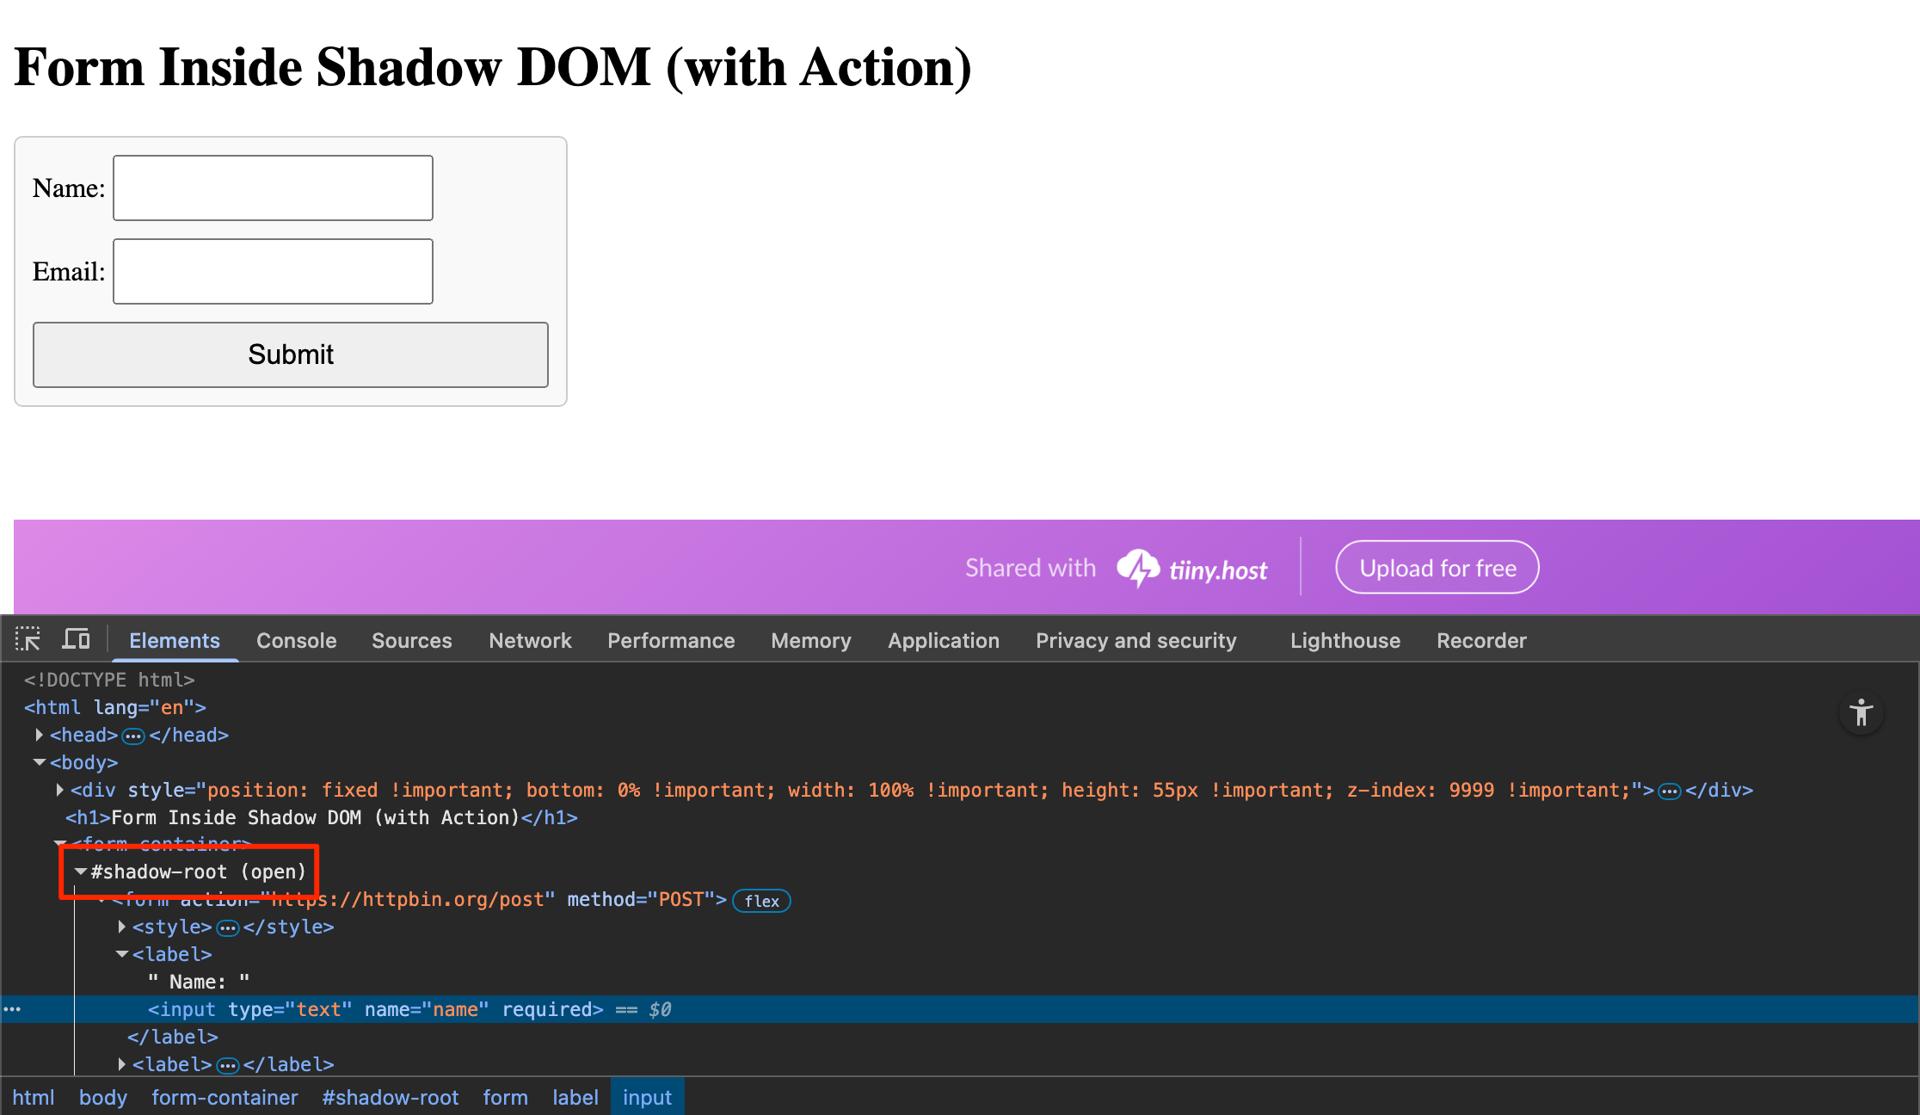 Form Inside Shadow DOM (with Action)
Name:
Email:
Submit
Shared with tiiny.host Upload for free
Elements Console Sources Network Performance Memory Application Privacy and security Lighthouse Recorder
<!DOCTYPE html>
<html lang="en">
<head>…</head>
<body>
<div style="position: fixed !important; bottom: 0% !important; width: 100% !important; height: 55px !important; z-index: 9999 !important;">…</div>
<h1>Form Inside Shadow DOM (with Action)</h1>
<form-container>
#shadow-root (open)
<form action="https://httpbin.org/post" method="POST"> flex
<style>…</style>
<label>
" Name: "
… <input type="text" name="name" required> == $0
</label>
<label>…</label>
html body form-container #shadow-root form label input